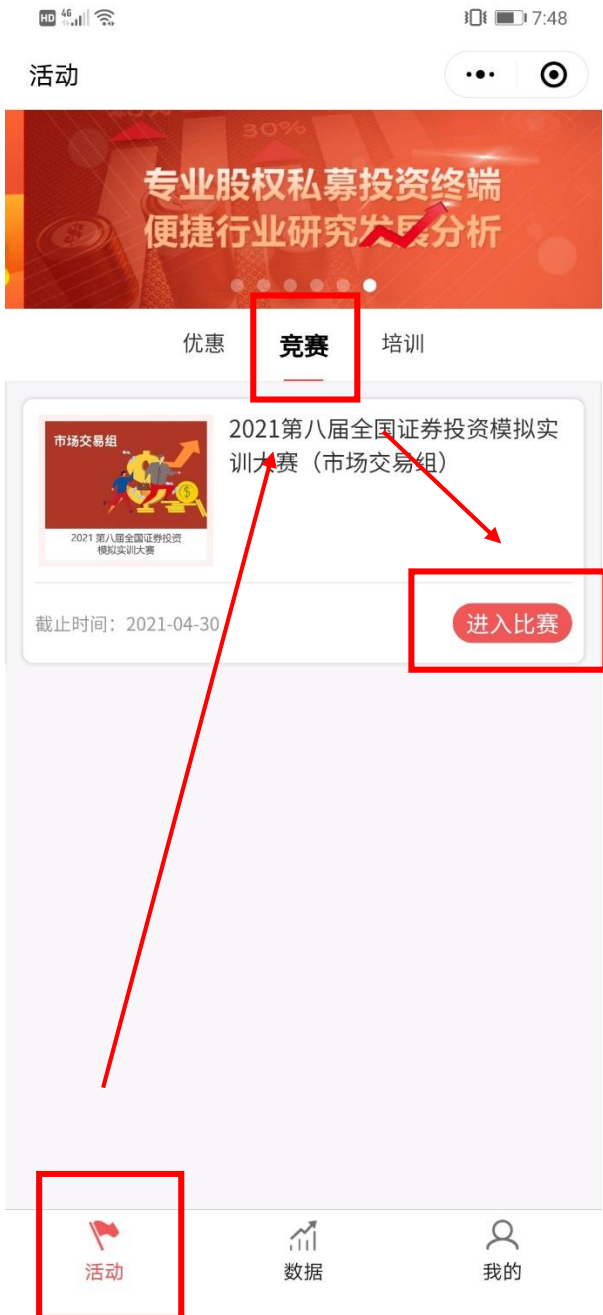 HD 46 7:48
活动
30%
专业股权私募投资终端
便捷行业研究发展分析
优惠 竞赛 培训
市场交易组
2021 第八届全国证券投资
模拟实训大赛
2021第八届全国证券投资模拟实
训大赛（市场交易组）
截止时间：2021-04-30
进入比赛
活动 数据 我的